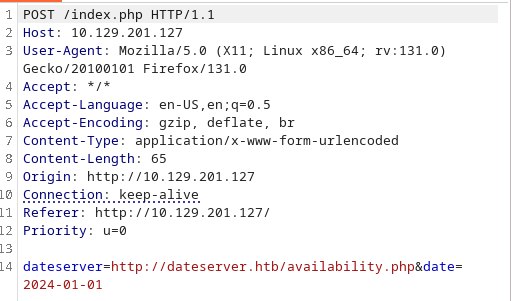 1 POST /index.php HTTP/1.1
2 Host: 10.129.201.127
3 User-Agent: Mozilla/5.0 (X11; Linux x86_64; rv:131.0)
Gecko/20100101 Firefox/131.0
4 Accept: */*
5 Accept-Language: en-US,en;q=0.5
6 Accept-Encoding: gzip, deflate, br
7 Content-Type: application/x-www-form-urlencoded
8 Content-Length: 65
9 Origin: http://10.129.201.127
10 Connection: keep-alive
11 Referer: http://10.129.201.127/
12 Priority: u=0
13
14 dateserver=http://dateserver.htb/availability.php&date=
2024-01-01